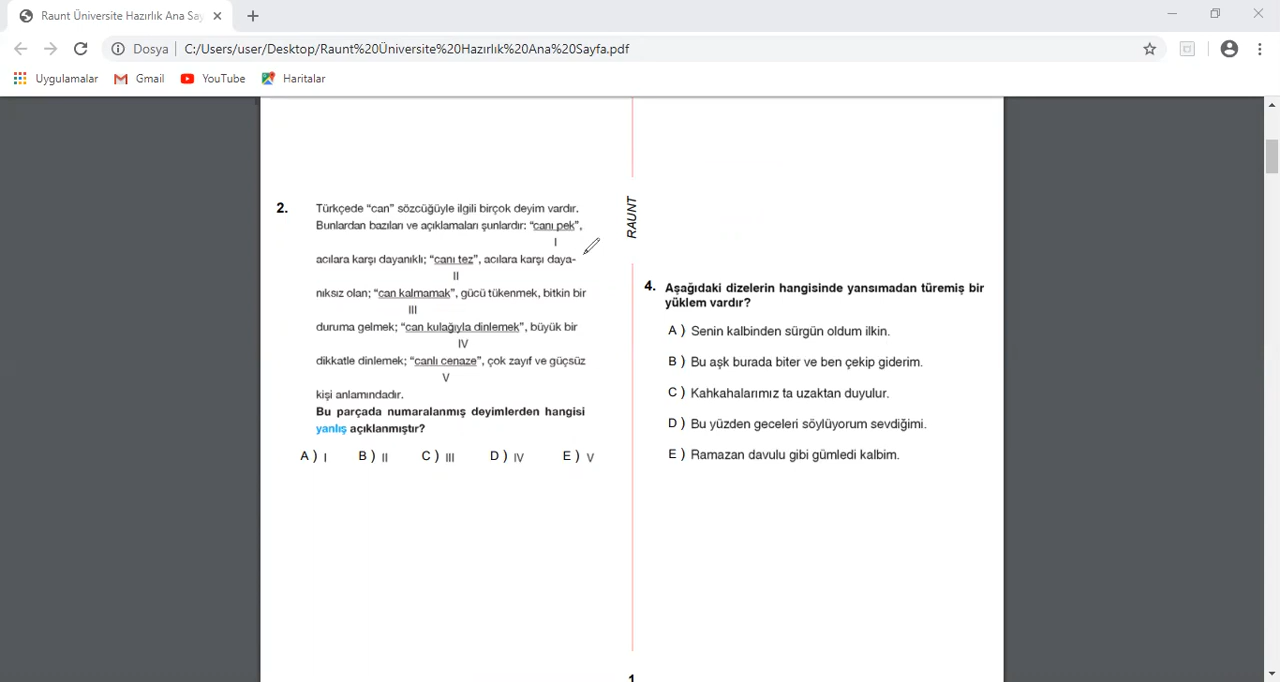 Raunt Üniversite Hazırlık Ana Say
Dosya
C:/Users/user/Desktop/Raunt%20Üniversite%20Hazırlık%20Ana%20Sayfa.pdf
Uygulamalar
Gmail
YouTube
Haritalar
2.
Türkçede “can” sözcüğüyle ilgili birçok deyim vardır.
Bunlardan bazıları ve açıklamaları şunlardır: “canı pek”,
I
acılara karşı dayanıklı; “canı tez”, acılara karşı daya-
II
nıksız olan; “can kalmamak”, gücü tükenmek, bitkin bir
III
duruma gelmek; “can kulağıyla dinlemek”, büyük bir
IV
dikkatle dinlemek; “canlı cenaze”, çok zayıf ve güçsüz
V
kişi anlamındadır.
Bu parçada numaralanmış deyimlerden hangisi
yanlış açıklanmıştır?
A ) I B ) II C ) III D ) IV E ) V
RAUNT
4. Aşağıdaki dizelerin hangisinde yansımadan türemiş bir
yüklem vardır?
A ) Senin kalbinden sürgün oldum ilkin.
B ) Bu aşk burada biter ve ben çekip giderim.
C ) Kahkahalarımız ta uzaktan duyulur.
D ) Bu yüzden geceleri söylüyorum sevdiğimi.
E ) Ramazan davulu gibi gümledi kalbim.
1